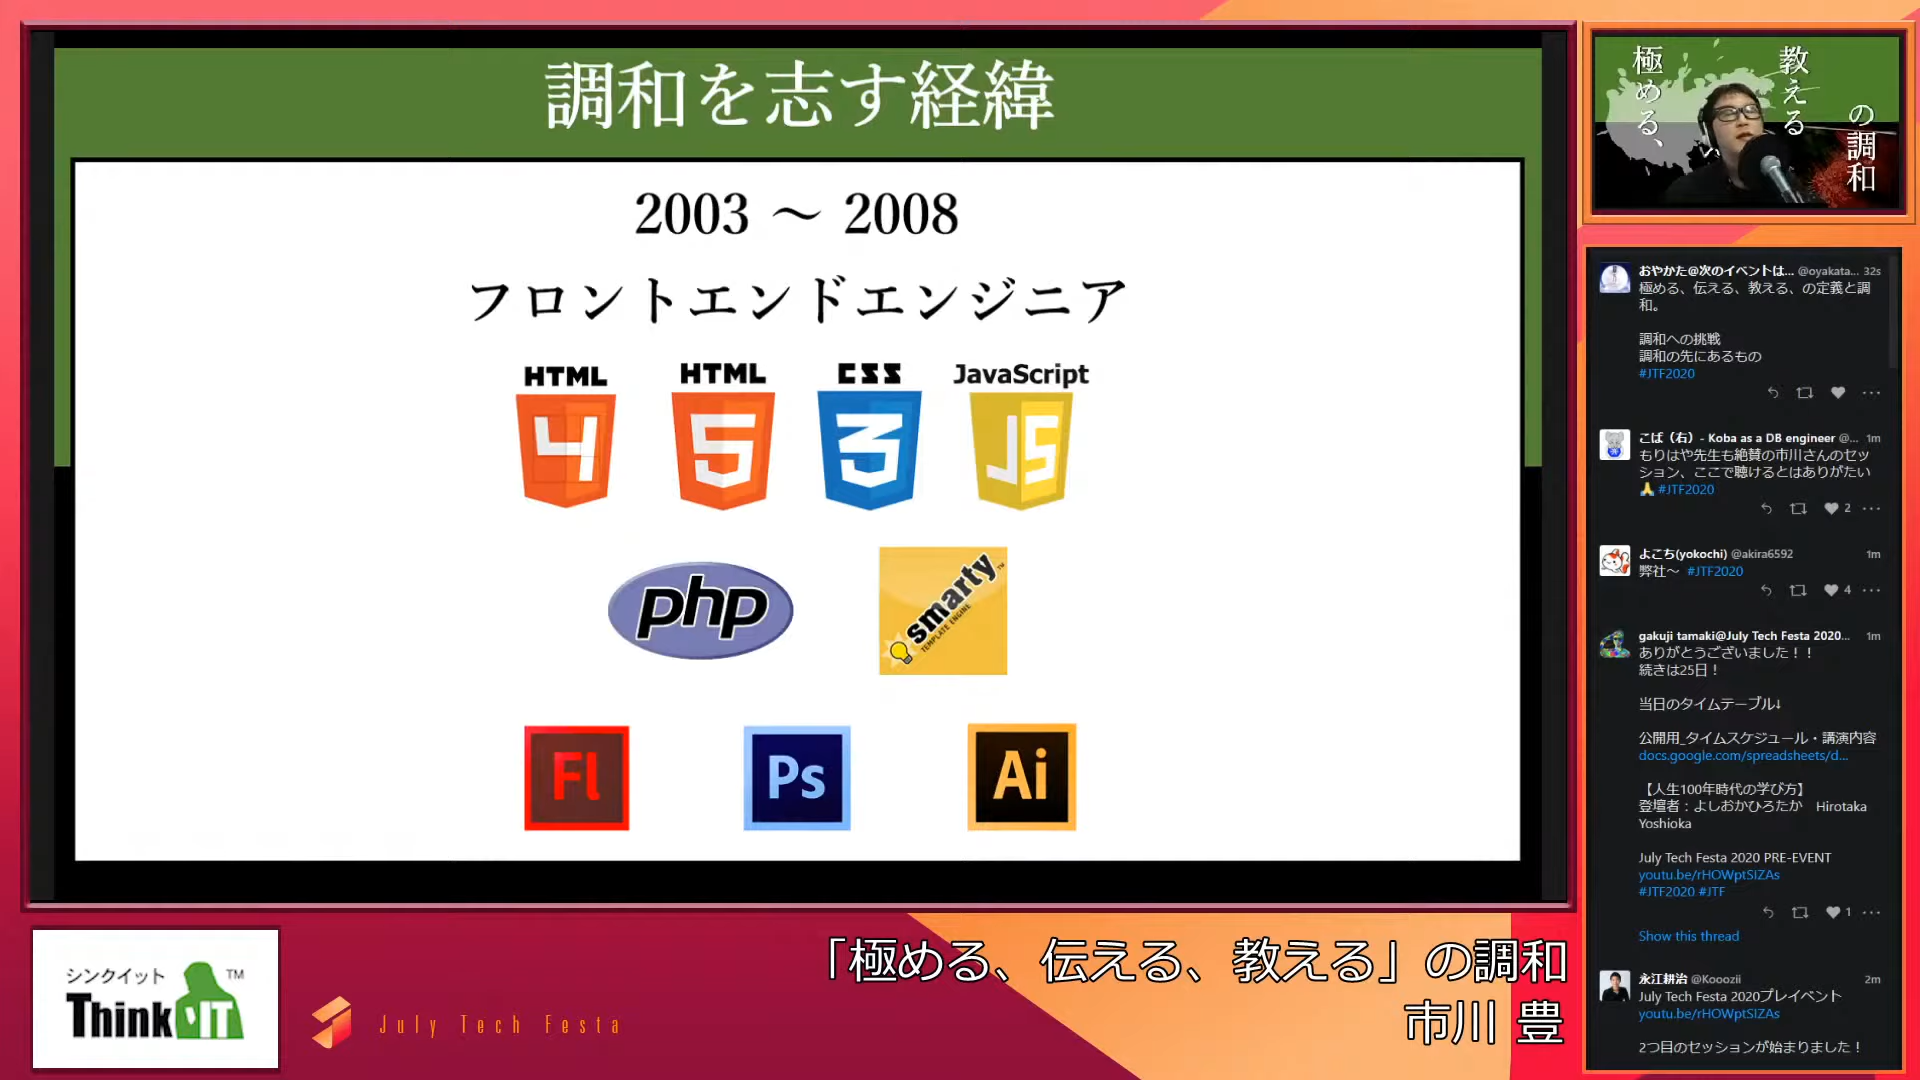 調和を志す経緯
2003 ～ 2008
フロントエンドエンジニア
HTML
HTML
CSS
JavaScript
4
5
3
JS
php
smarty™
TEMPLATE ENGINE
Fl
Ps
Ai
極める、
教える
の調和
おやかた@次のイベントは... @oyakata... 32s
極める、伝える、教える、の定義と調
和。
調和への挑戦
調和の先にあるもの
#JTF2020
こば（右）- Koba as a DB engineer @... 1m
もりはや先生も絶賛の市川さんのセッ
ション、ここで聴けるとはありがたい
🙏 #JTF2020
2
よこち(yokochi) @akira6592 1m
弊社～ #JTF2020
4
gakuji tamaki@July Tech Festa 2020... 1m
ありがとうございました！！
続きは25日！
当日のタイムテーブル↓
公開用_タイムスケジュール・講演内容
docs.google.com/spreadsheets/d...
【人生100年時代の学び方】
登壇者：よしおかひろたか　Hirotaka
Yoshioka
July Tech Festa 2020 PRE-EVENT
youtu.be/rHOWptSIZAs
#JTF2020 #JTF
1
Show this thread
永江耕治 @Kooozii 2m
July Tech Festa 2020プレイベント
youtu.be/rHOWptSIZAs
2つ目のセッションが始まりました！
シンクイット TM
Think IT
July Tech Festa
「極める、伝える、教える」の調和
市川 豊